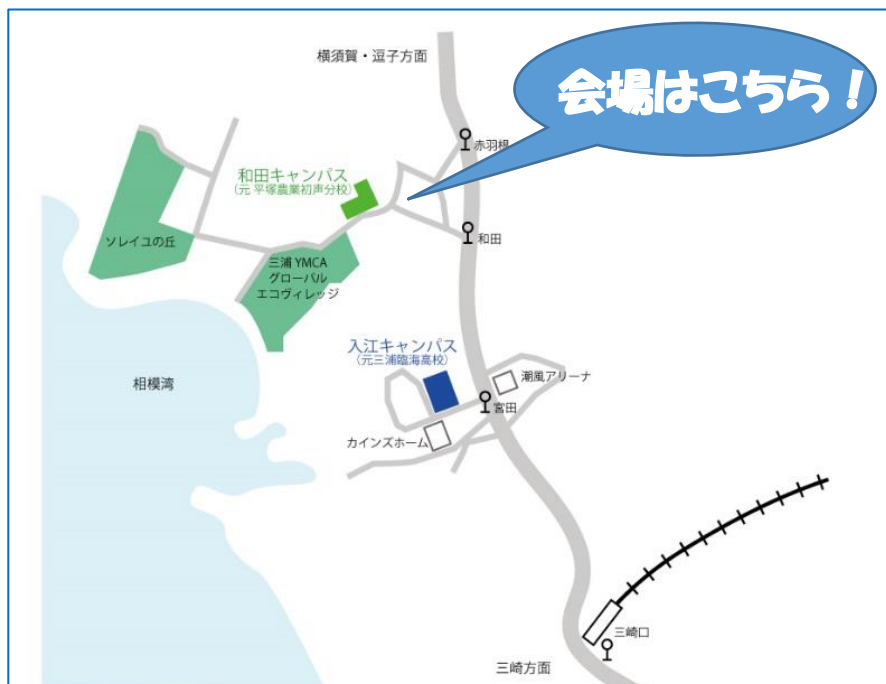 横須賀・逗子方面
会場はこちら！
赤羽根
和田キャンパス
（元 平塚農業初声分校）
和田
ソレイユの丘
三浦 YMCA
グローバル
エコヴィレッジ
入江キャンパス
（元三浦臨海高校）
潮風アリーナ
相模湾
宮田
カインズホーム
三崎口
三崎方面